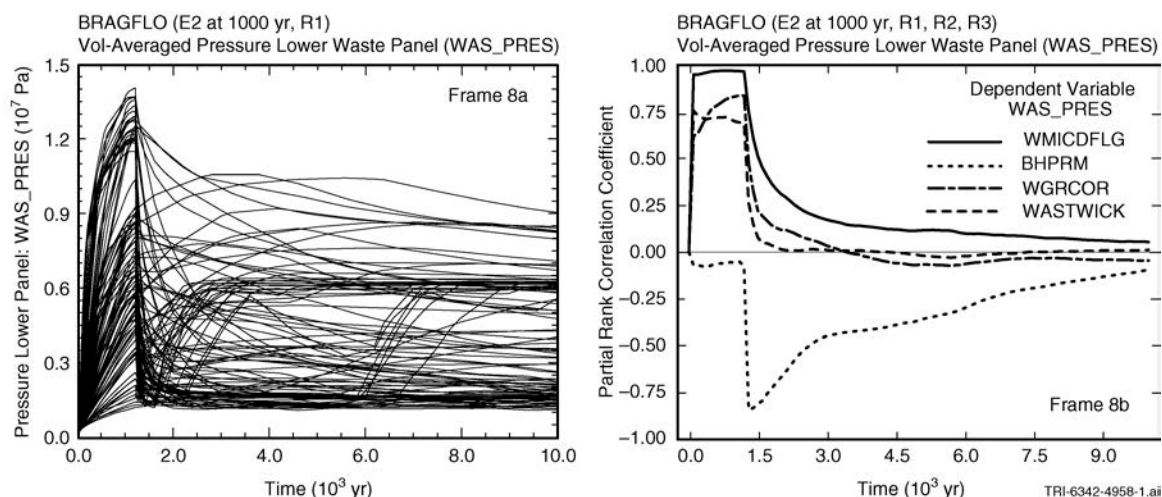 BRAGFLO (E2 at 1000 yr, R1)
Vol-Averaged Pressure Lower Waste Panel (WAS_PRES)
Pressure Lower Panel: WAS_PRES (10⁷ Pa)
1.5
1.2
0.9
0.6
0.3
0.0
Frame 8a
0.0 2.0 4.0 6.0 8.0 10.0
Time (10³ yr)
BRAGFLO (E2 at 1000 yr, R1, R2, R3)
Vol-Averaged Pressure Lower Waste Panel (WAS_PRES)
Partial Rank Correlation Coefficient
1.00
0.75
0.50
0.25
0.00
−0.25
−0.50
−0.75
−1.00
Dependent Variable
WAS_PRES
WMICDFLG
BHPRM
WGRCOR
WASTWICK
Frame 8b
0.0 1.5 3.0 4.5 6.0 7.5 9.0
Time (10³ yr)
TRI-6342-4958-1.aii